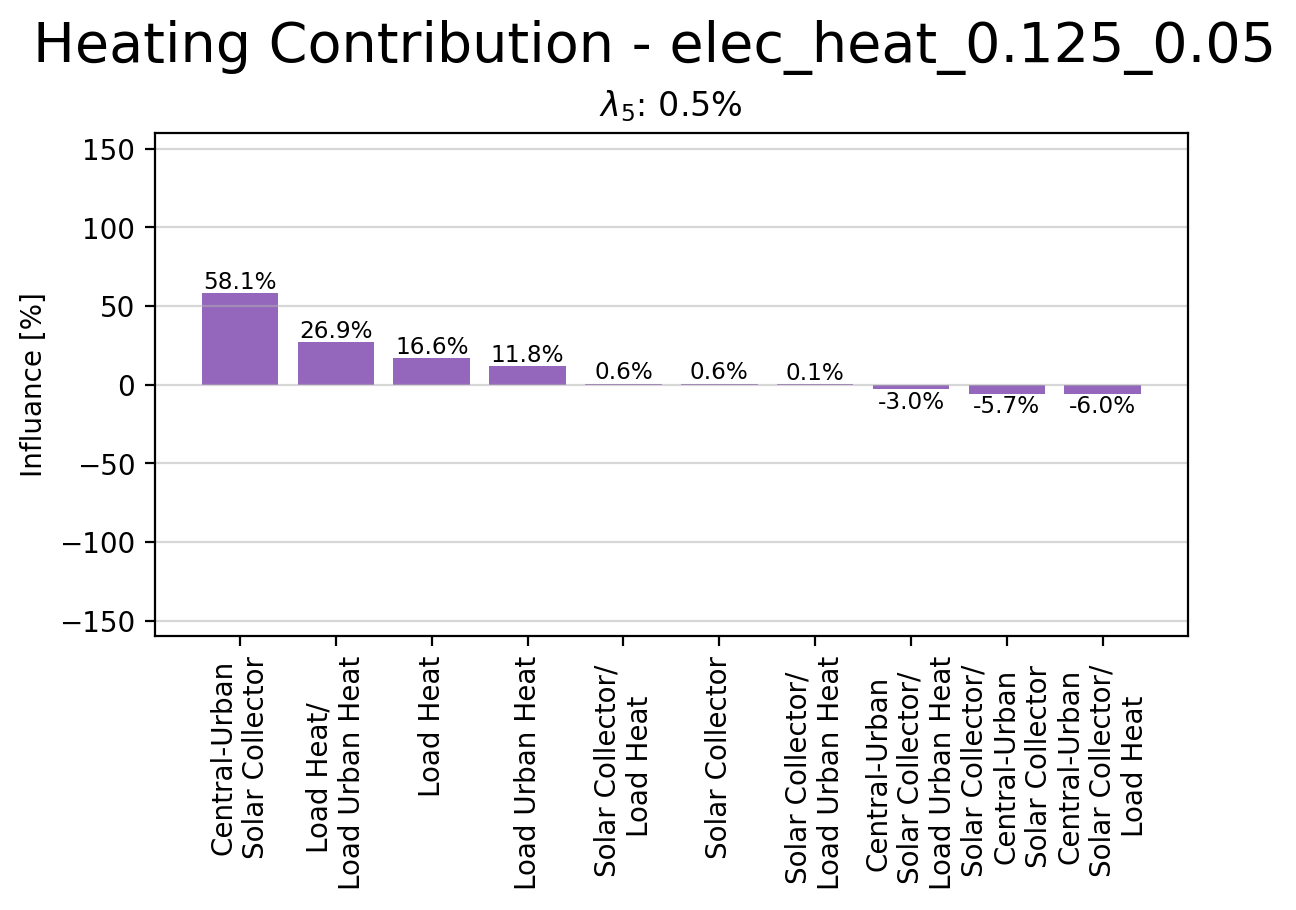 Heating Contribution - elec_heat_0.125_0.05
λ5: 0.5%
Influance [%]
150
100
50
0
−50
−100
−150
58.1%
26.9%
16.6%
11.8%
0.6%
0.6%
0.1%
-3.0%
-5.7%
-6.0%
Central-Urban
Solar Collector
Load Heat/
Load Urban Heat
Load Heat
Load Urban Heat
Solar Collector/
Load Heat
Solar Collector
Solar Collector/
Load Urban Heat
Central-Urban
Solar Collector/
Load Urban Heat
Solar Collector/
Central-Urban
Solar Collector
Central-Urban
Solar Collector/
Load Heat